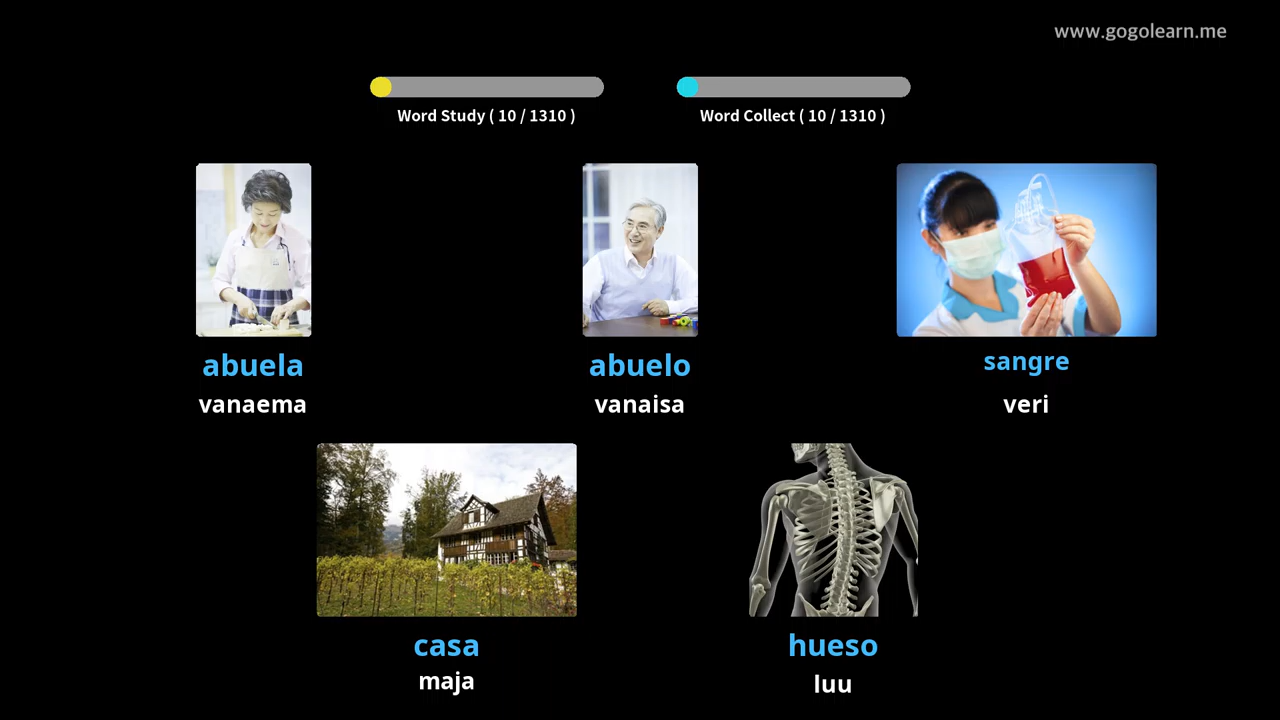 www.gogolearn.me
Word Study ( 10 / 1310 )
Word Collect ( 10 / 1310 )
abuela
vanaema
abuelo
vanaisa
sangre
veri
casa
maja
hueso
luu